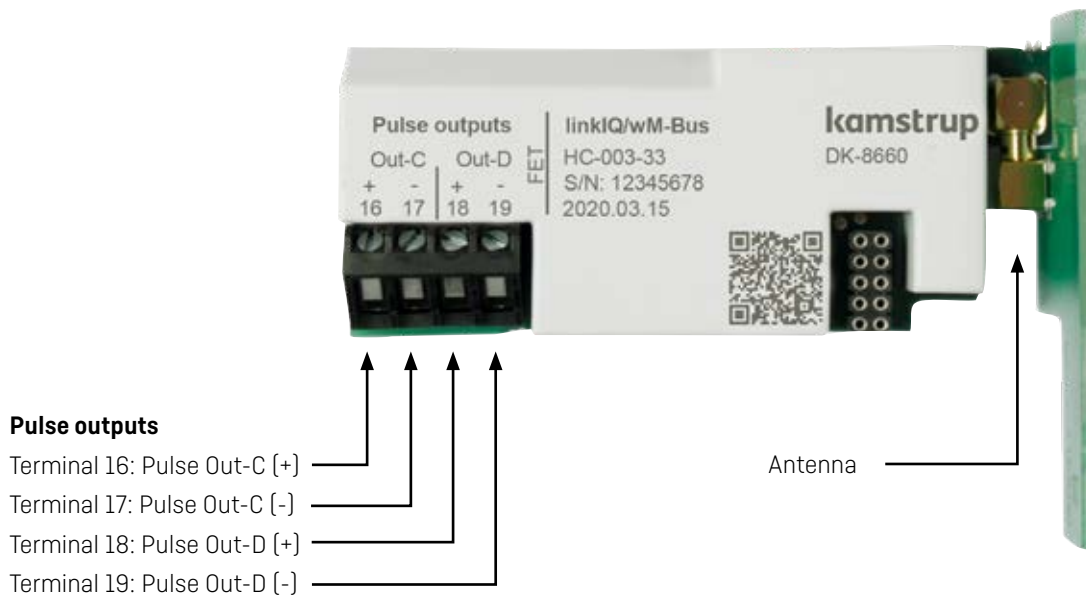 Pulse outputs
Out-C Out-D
+ - + -
16 17 18 19
FET
linkIQ/wM-Bus
HC-003-33
S/N: 12345678
2020.03.15
kamstrup
DK-8660
Pulse outputs
Terminal 16: Pulse Out-C (+)
Terminal 17: Pulse Out-C (-)
Terminal 18: Pulse Out-D (+)
Terminal 19: Pulse Out-D (-)
Antenna